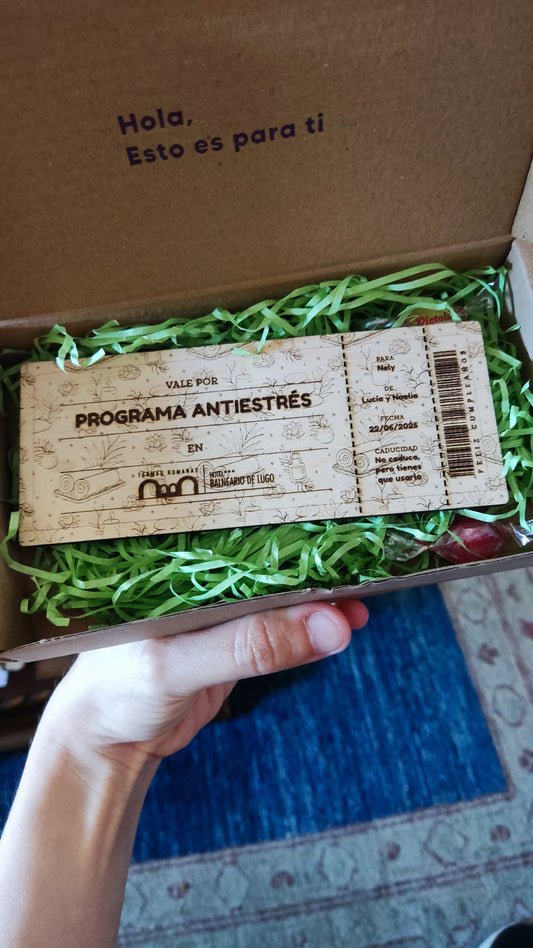 Hola,
Esto es para ti
VALE POR
PROGRAMA ANTIESTRÉS
EN
TERMAS ROMANAS
HOTEL***
BALNEARIO DE LUGO
PARA
Nely
DE
Lucía y Noelia
FECHA
22/06/2025
CADUCIDAD
No caduca,
pero tienes
que usarlo
FELIZ CUMPLEAÑOS